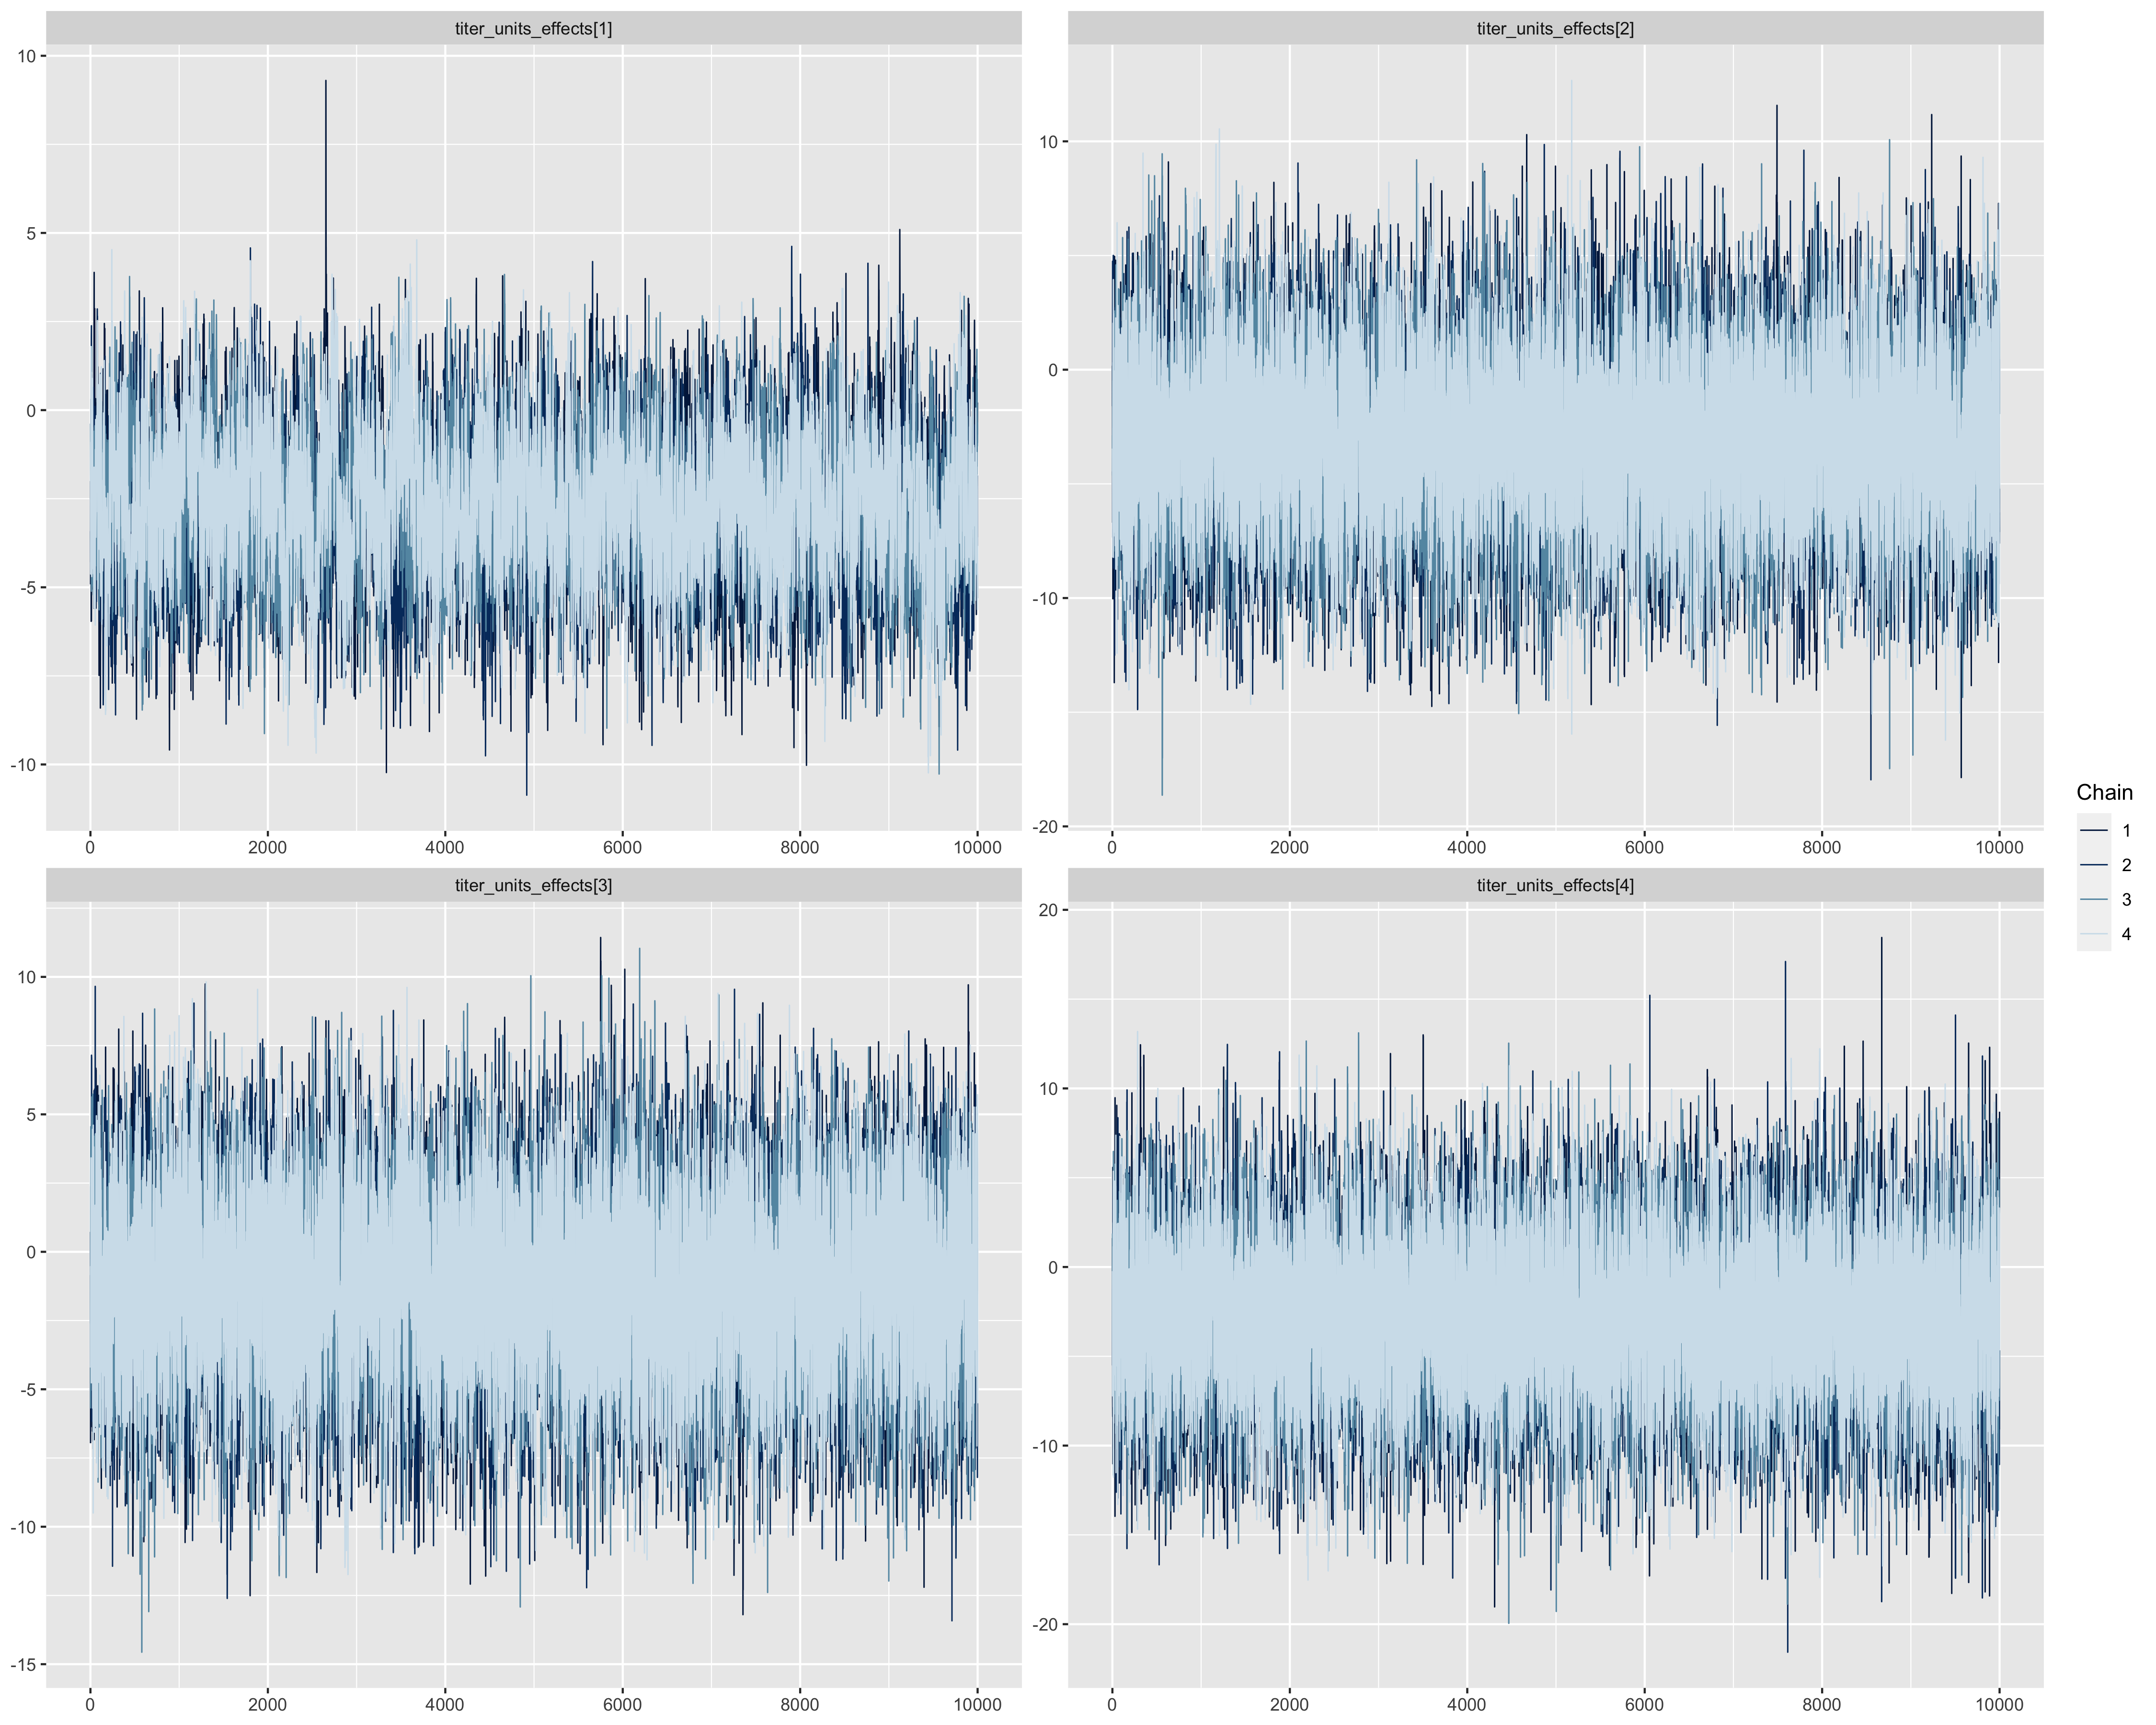 titer_units_effects[1]
10
5
0
-5
-10
0 2000 4000 6000 8000 10000
titer_units_effects[2]
10
0
-10
-20
0 2000 4000 6000 8000 10000
titer_units_effects[3]
10
5
0
-5
-10
-15
0 2000 4000 6000 8000 10000
titer_units_effects[4]
20
10
0
-10
-20
0 2000 4000 6000 8000 10000
Chain
1
2
3
4